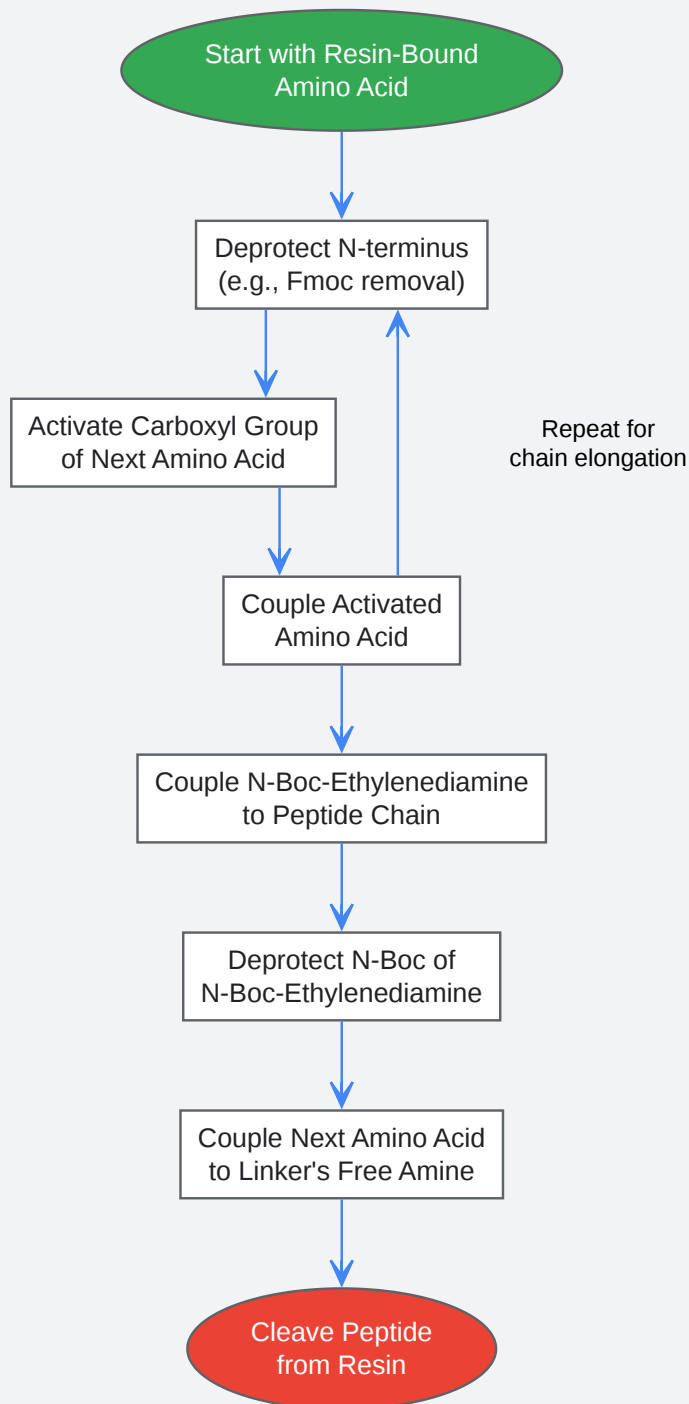 Start with Resin-Bound
Amino Acid
Deprotect N-terminus
(e.g., Fmoc removal)
Activate Carboxyl Group
of Next Amino Acid
Repeat for
chain elongation
Couple Activated
Amino Acid
Couple N-Boc-Ethylenediamine
to Peptide Chain
Deprotect N-Boc of
N-Boc-Ethylenediamine
Couple Next Amino Acid
to Linker's Free Amine
Cleave Peptide
from Resin